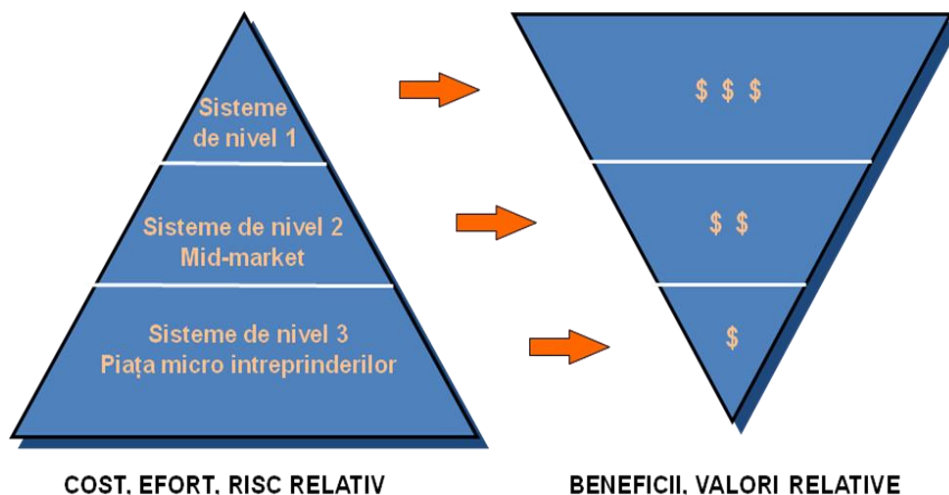 Sisteme
de nivel 1
$ $ $
Sisteme de nivel 2
Mid-market
$ $
Sisteme de nivel 3
Piața micro intreprinderilor
$
COST, EFORT, RISC RELATIV
BENEFICII, VALORI RELATIVE